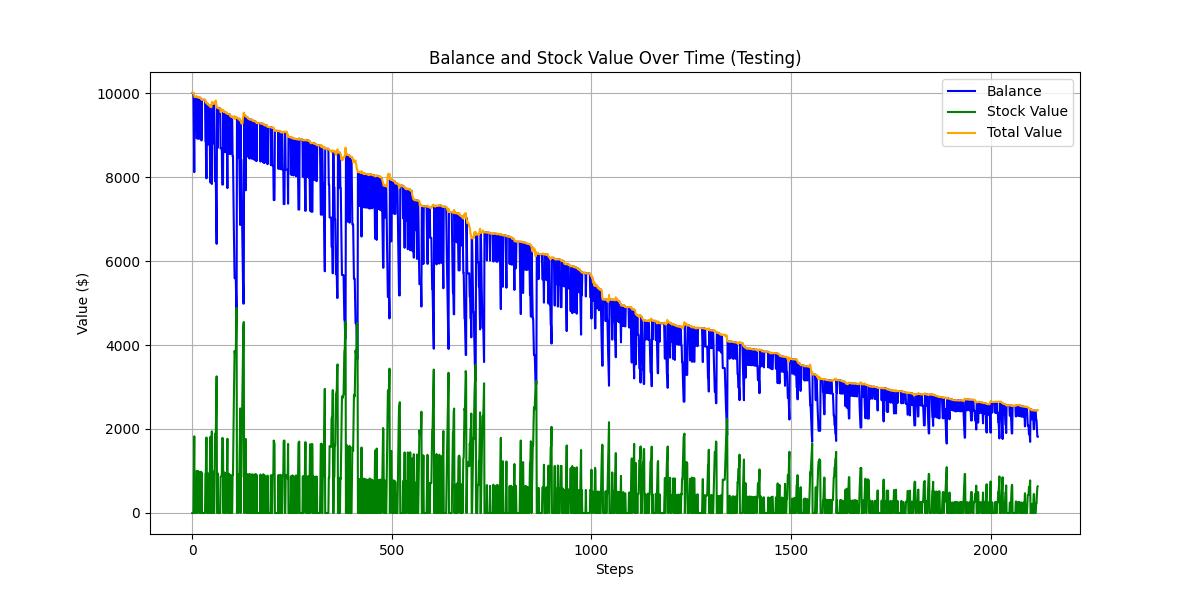 Balance and Stock Value Over Time (Testing)
Balance
Stock Value
Total Value
Value ($)
10000
8000
6000
4000
2000
0
0 500 1000 1500 2000
Steps